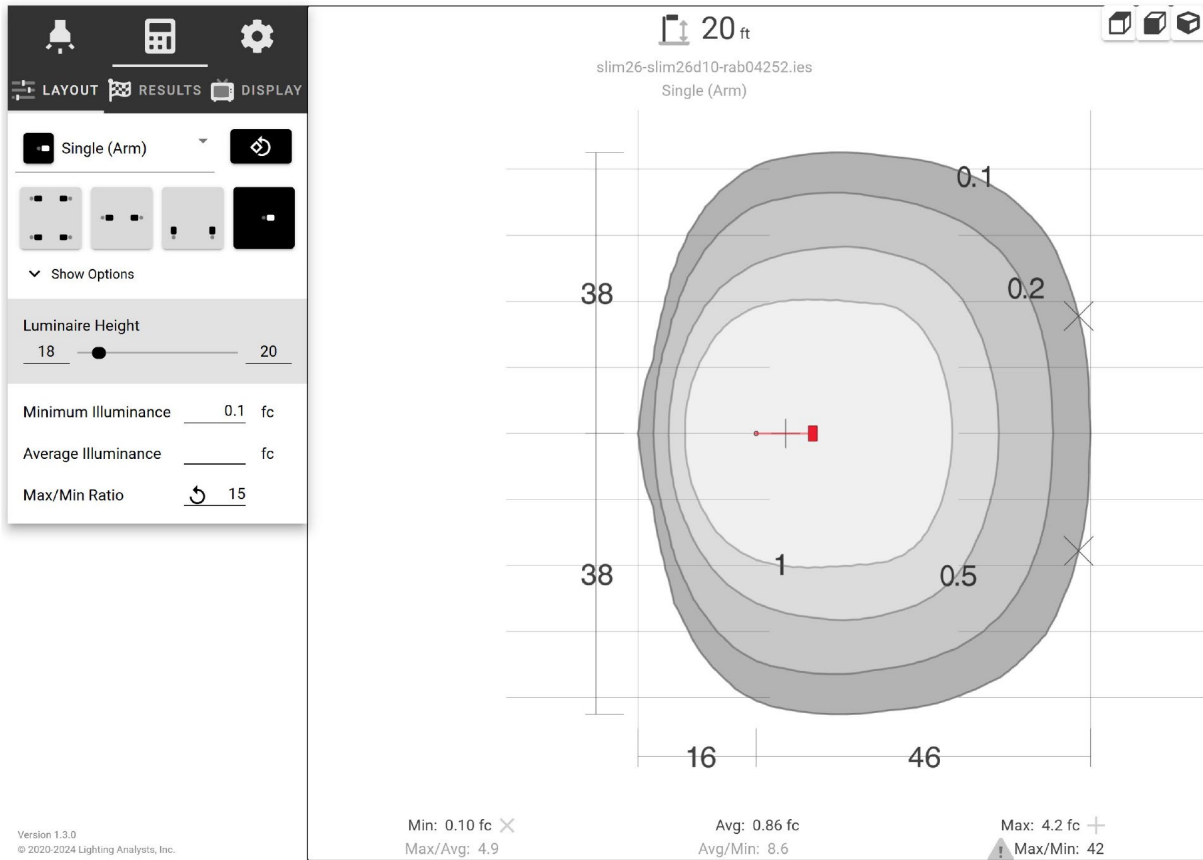 LAYOUT RESULTS DISPLAY
Single (Arm)
Show Options
Luminaire Height
18 20
Minimum Illuminance 0.1 fc
Average Illuminance fc
Max/Min Ratio 15
Version 1.3.0
© 2020-2024 Lighting Analysts, Inc.
20 ft
slim26-slim26d10-rab04252.ies
Single (Arm)
0.1
0.2
38
1
0.5
38
16 46
Min: 0.10 fc Avg: 0.86 fc Max: 4.2 fc
Max/Avg: 4.9 Avg/Min: 8.6 Max/Min: 42